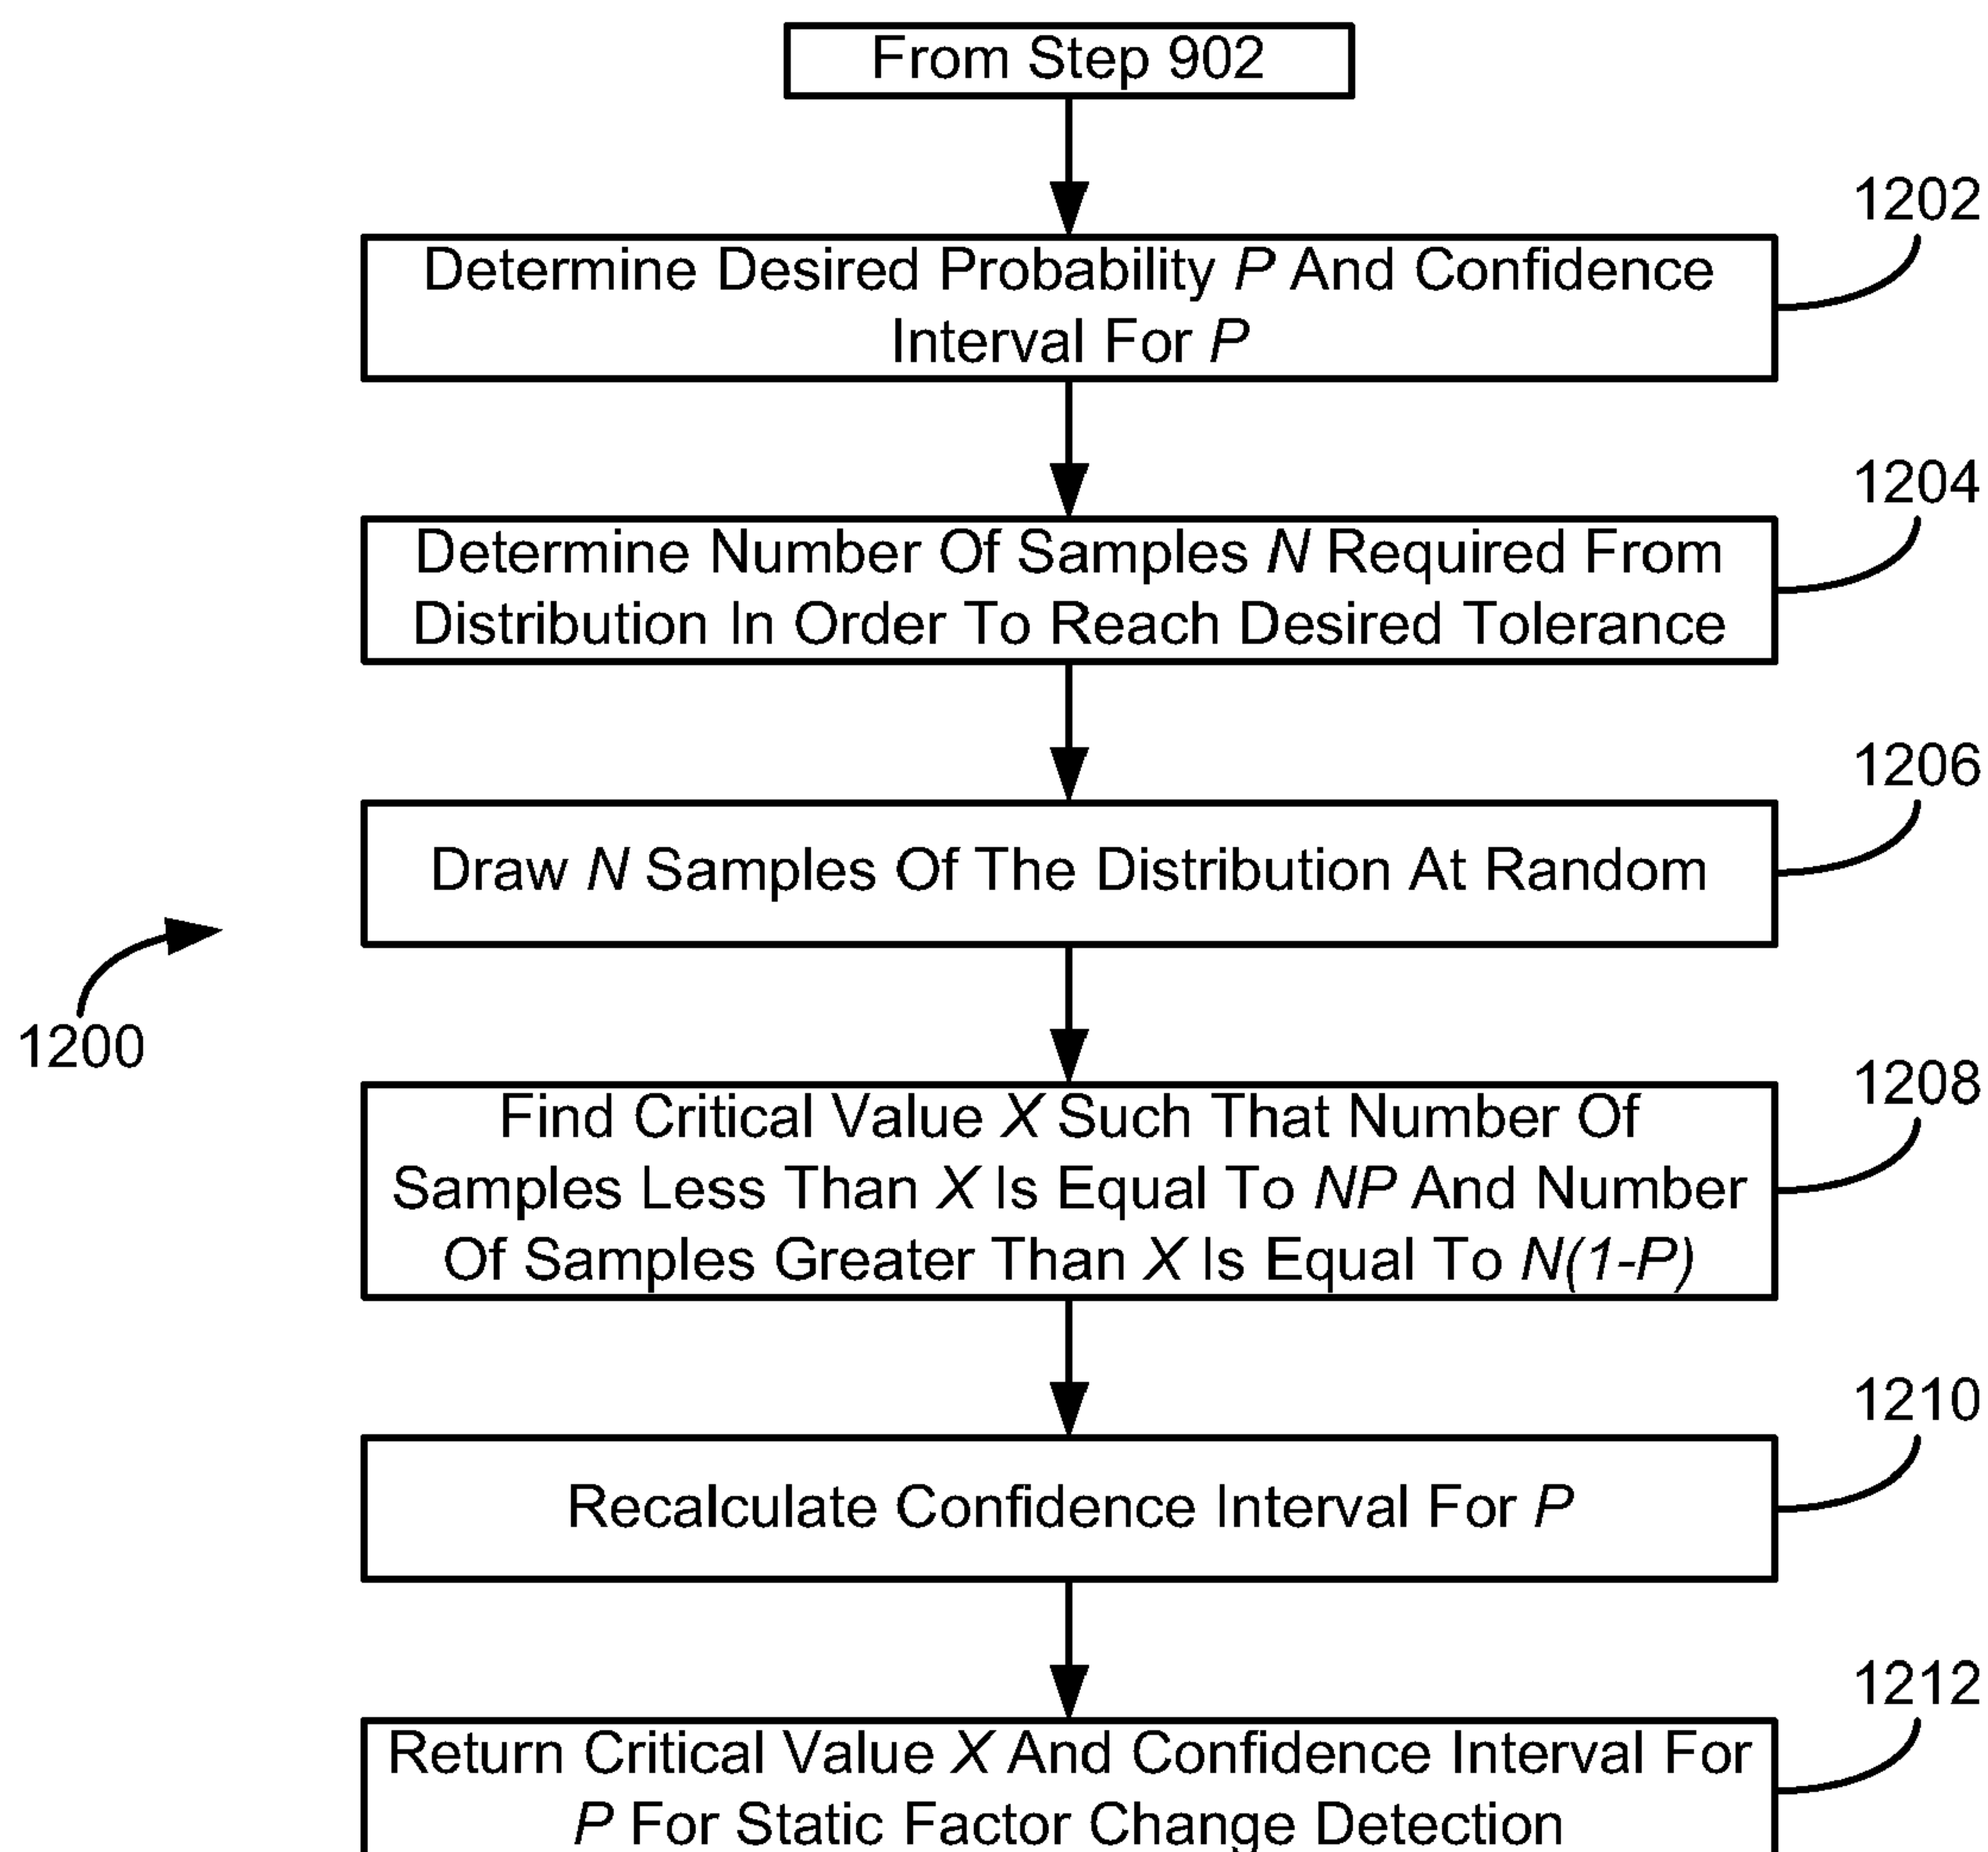 From Step 902
1202
Determine Desired Probability P And Confidence
Interval For P
1204
Determine Number Of Samples N Required From
Distribution In Order To Reach Desired Tolerance
1206
Draw N Samples Of The Distribution At Random
1200
1208
Find Critical Value X Such That Number Of
Samples Less Than X Is Equal To NP And Number
Of Samples Greater Than X Is Equal To N(1-P)
1210
Recalculate Confidence Interval For P
1212
Return Critical Value X And Confidence Interval For
P For Static Factor Change Detection